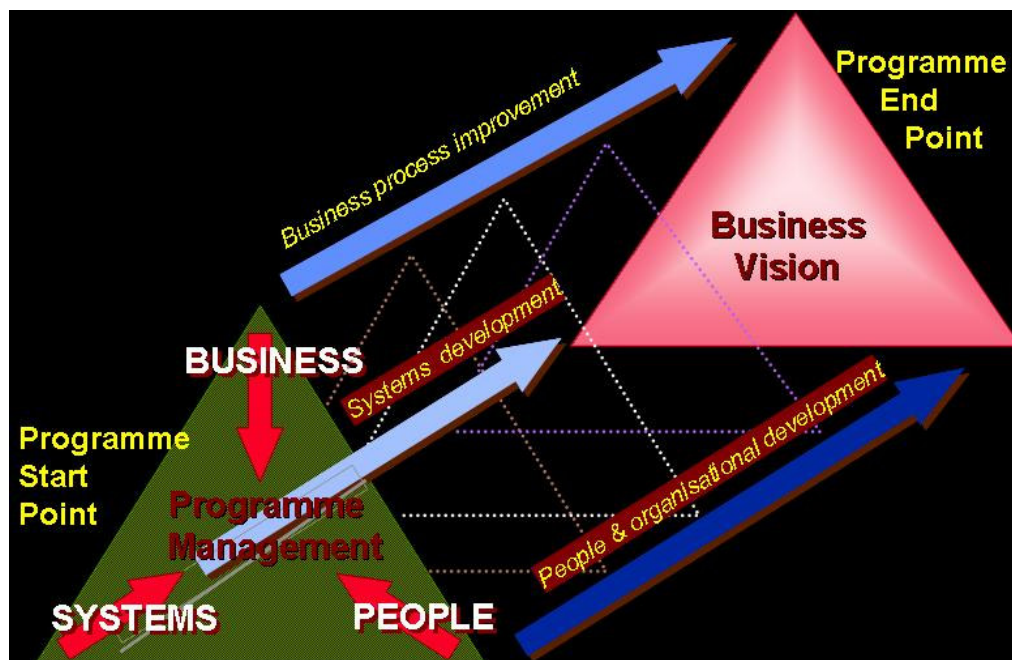 Programme
End
Point
Business process improvement
Business
Vision
Systems development
BUSINESS
Programme
Start
Point
Programme
Management
People & organisational development
SYSTEMS
PEOPLE